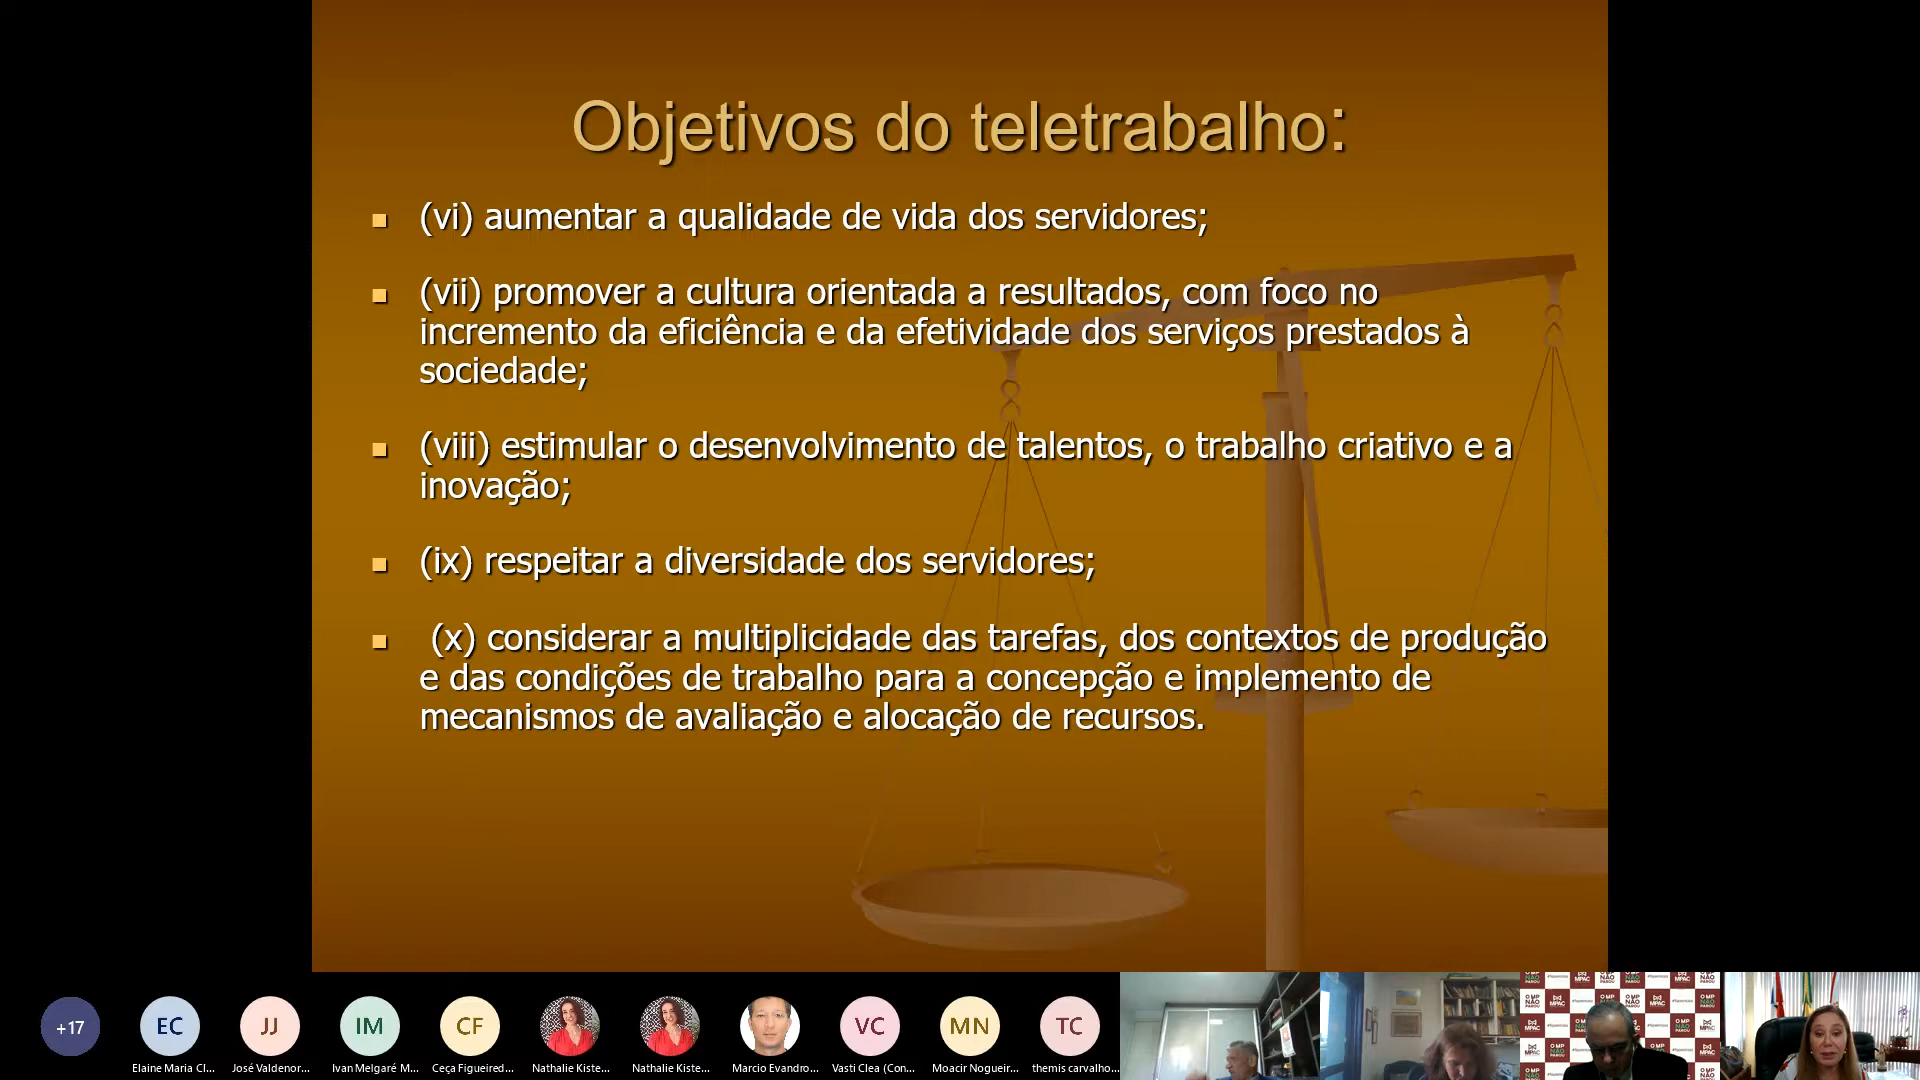 Objetivos do teletrabalho:
(vi) aumentar a qualidade de vida dos servidores;
(vii) promover a cultura orientada a resultados, com foco no
incremento da eficiência e da efetividade dos serviços prestados à
sociedade;
(viii) estimular o desenvolvimento de talentos, o trabalho criativo e a
inovação;
(ix) respeitar a diversidade dos servidores;
(x) considerar a multiplicidade das tarefas, dos contextos de produção
e das condições de trabalho para a concepção e implemento de
mecanismos de avaliação e alocação de recursos.
+17
EC
JJ
IM
CF
VC
MN
TC
Elaine Maria Cl...
José Valdenor...
Ivan Melgaré M...
Ceça Figueired...
Nathalie Kiste...
Nathalie Kiste...
Marcio Evandro...
Vasti Clea (Con...
Moacir Nogueir...
themis carvalho...
O MP
NÃO
PAROU
MPAC